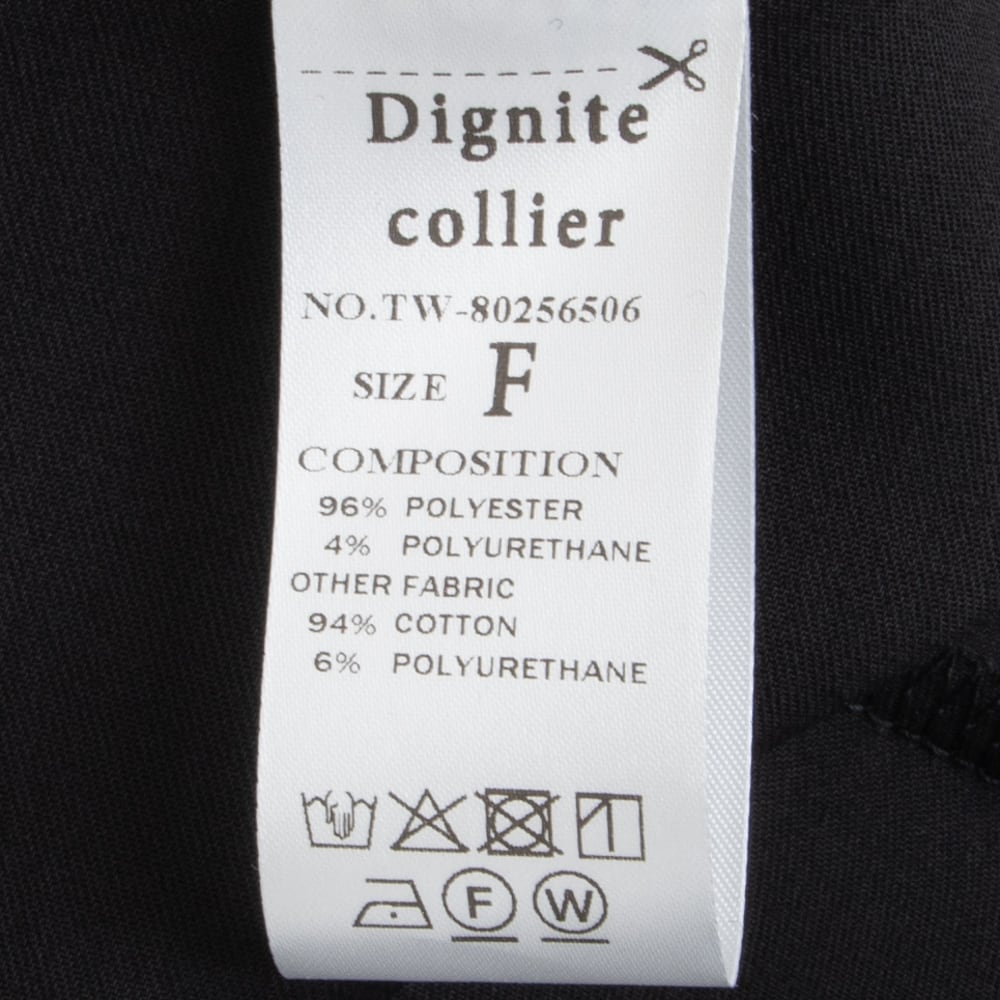 Dignite
collier
NO.TW-80256506
SIZE F
COMPOSITION
96% POLYESTER
4% POLYURETHANE
OTHER FABRIC
94% COTTON
6% POLYURETHANE
F W